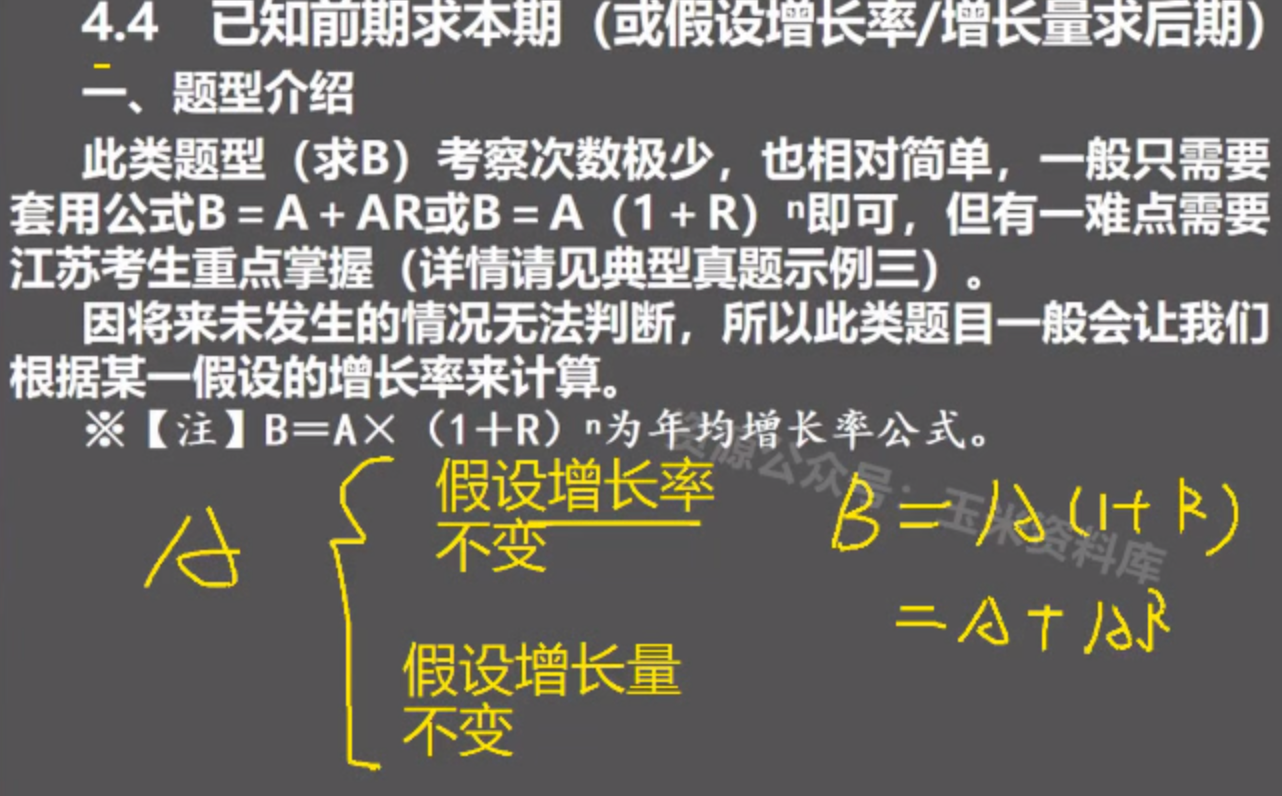 4.4 已知前期求本期（或假设增长率/增长量求后期）
一、题型介绍
此类题型（求B）考察次数极少，也相对简单，一般只需要
套用公式B＝A＋AR或B＝A（1＋R）ⁿ即可，但有一难点需要
江苏考生重点掌握（详情请见典型真题示例三）。
因将来未发生的情况无法判断，所以此类题目一般会让我们
根据某一假设的增长率来计算。
※【注】B＝A×（1＋R）ⁿ为年均增长率公式。
资源公众号：玉米资料库
A
假设增长率
不变
B = A(1+R)
= A + AR
假设增长量
不变